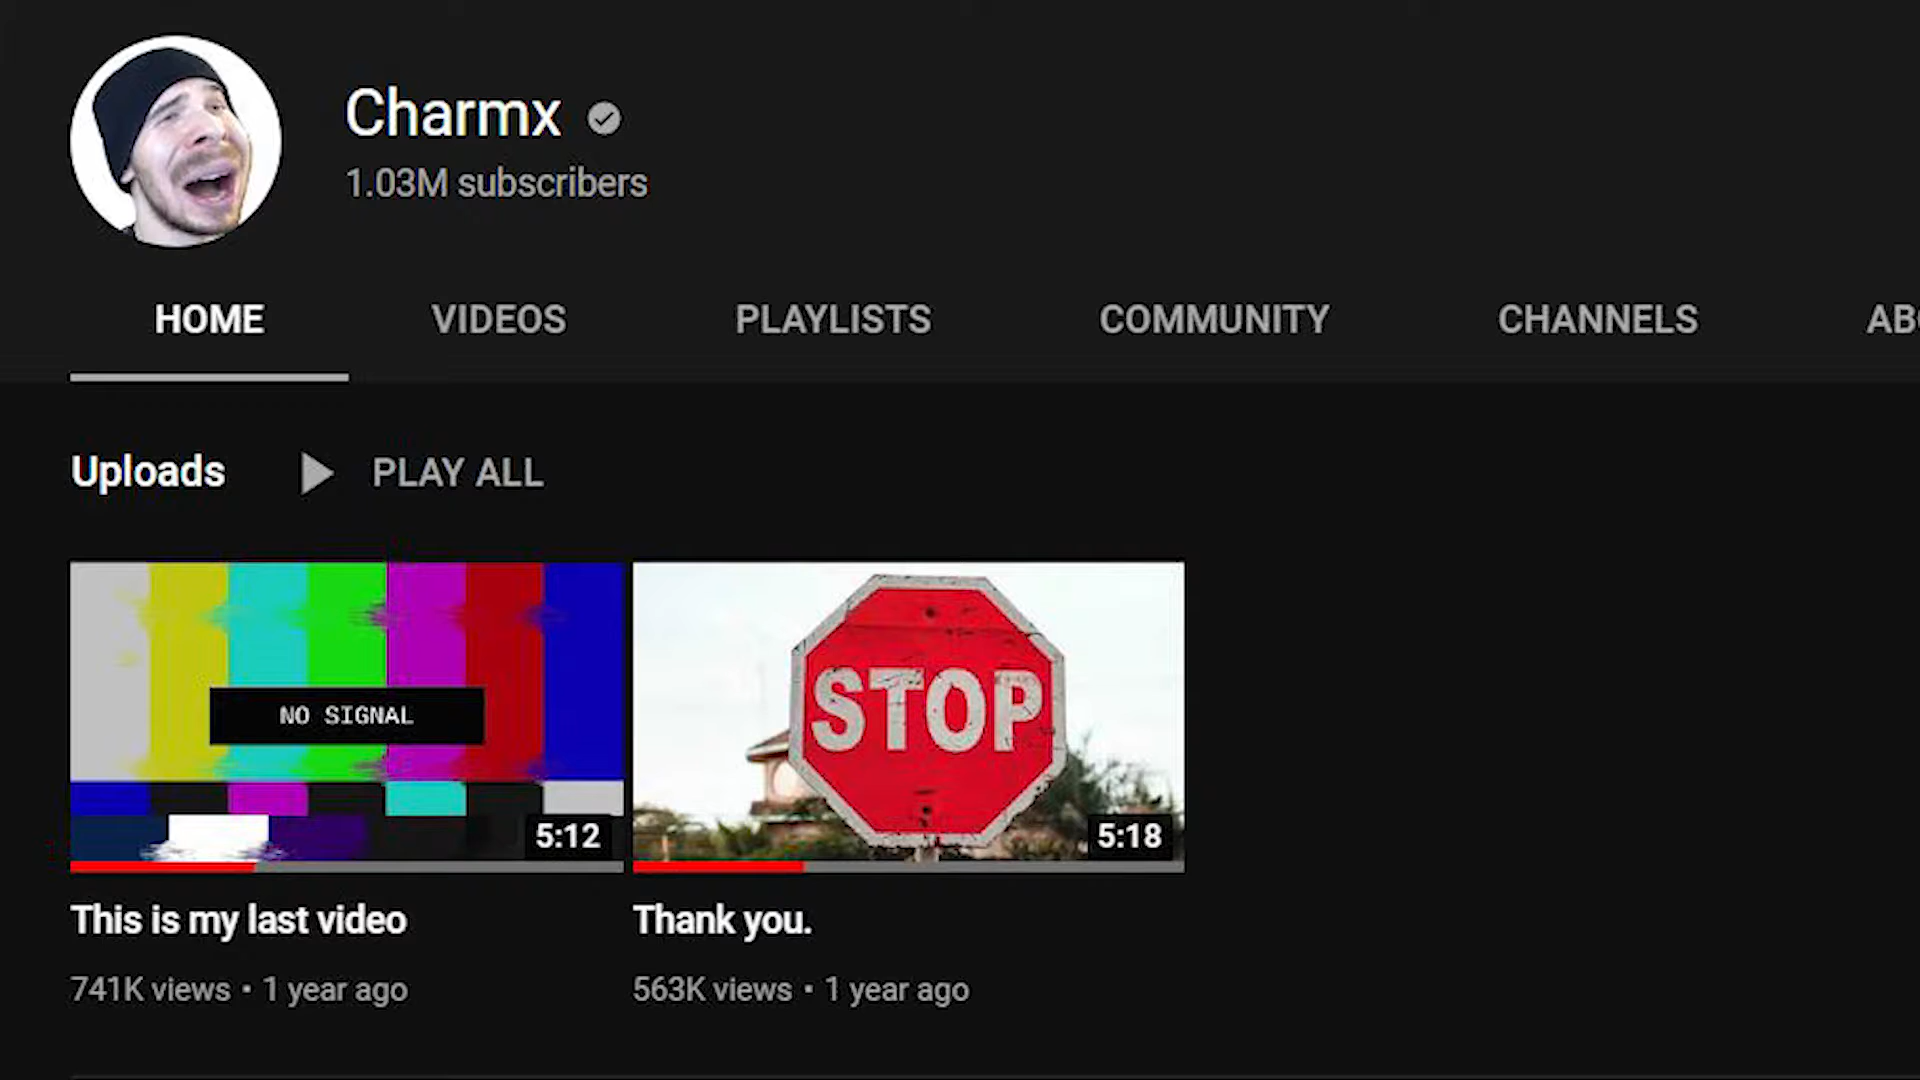 Charmx
1.03M subscribers
HOME VIDEOS PLAYLISTS COMMUNITY CHANNELS
Uploads PLAY ALL
NO SIGNAL
STOP
5:12
5:18
This is my last video
Thank you.
741K views • 1 year ago
563K views • 1 year ago